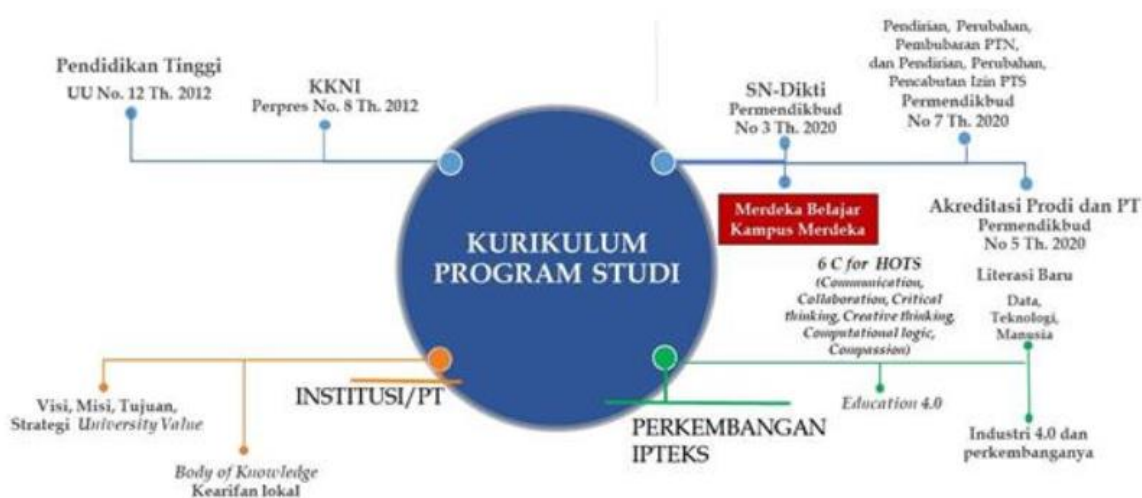 Pendidikan Tinggi
UU No. 12 Th. 2012
KKNI
Perpres No. 8 Th. 2012
SN-Dikti
Permendikbud
No 3 Th. 2020
Pendirian, Perubahan,
Pembubaran PTN,
dan Pendirian, Perubahan,
Pencabutan Izin PTS
Permendikbud
No 7 Th. 2020
Merdeka Belajar
Kampus Merdeka
Akreditasi Prodi dan PT
Permendikbud
No 5 Th. 2020
KURIKULUM
PROGRAM STUDI
6 C for HOTS
(Communication,
Collaboration, Critical
thinking, Creative thinking,
Computational logic,
Compassion)
Literasi Baru
Data,
Teknologi,
Manusia
INSTITUSI/PT
Visi, Misi, Tujuan,
Strategi University Value
Body of Knowledge
Kearifan lokal
PERKEMBANGAN
IPTEKS
Education 4.0
Industri 4.0 dan
perkembanganya